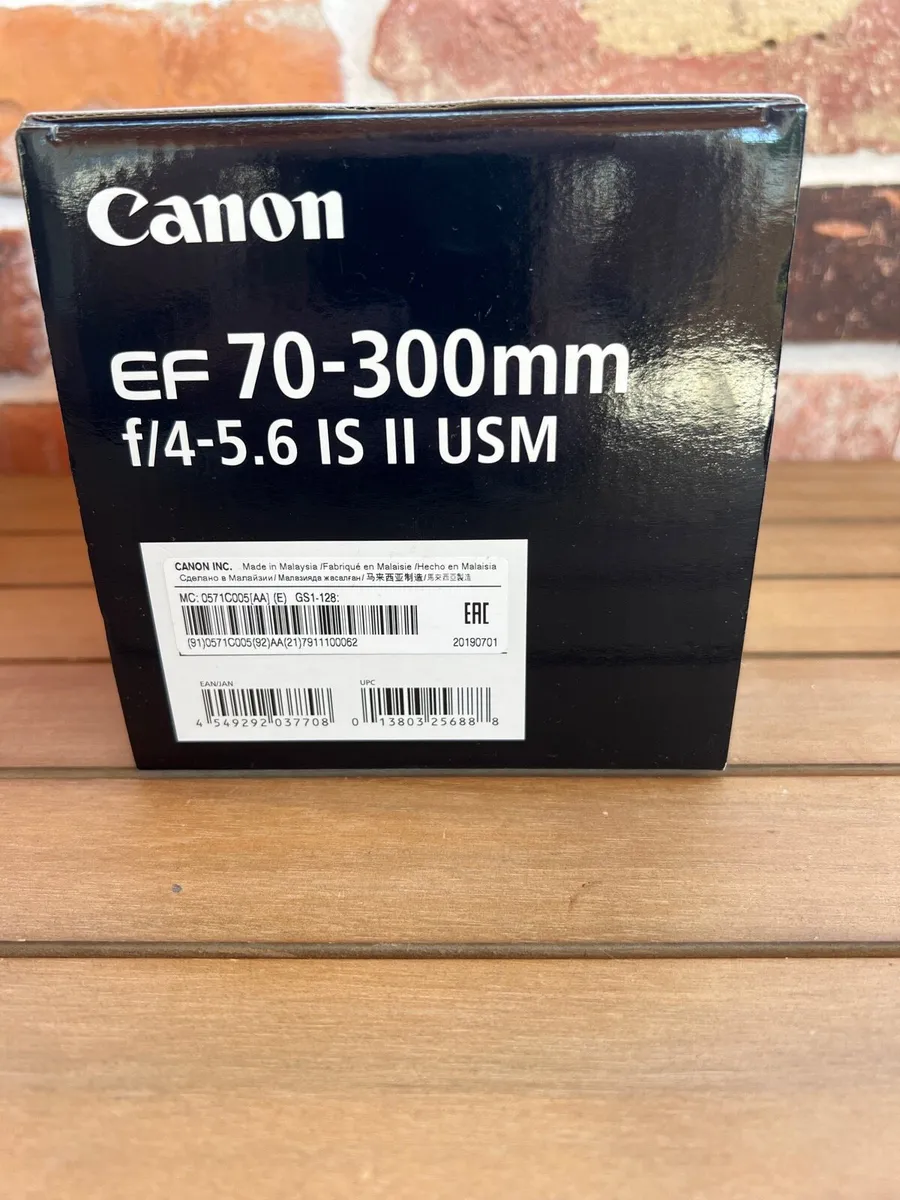 Canon
EF 70-300mm
f/4-5.6 IS II USM
CANON INC. Made in Malaysia /Fabriqué en Malaisie /Hecho en Malaisia
Сделано в Малайзии/ Малазияда жасалған/ 马来西亚制造/馬來西亞製造
MC: 0571C005[AA] (E) GS1-128:
EAC
(91)0571C005(92)AA(21)7911100062 20190701
EAN/JAN UPC
4 549292 037708 0 13803 25688 8